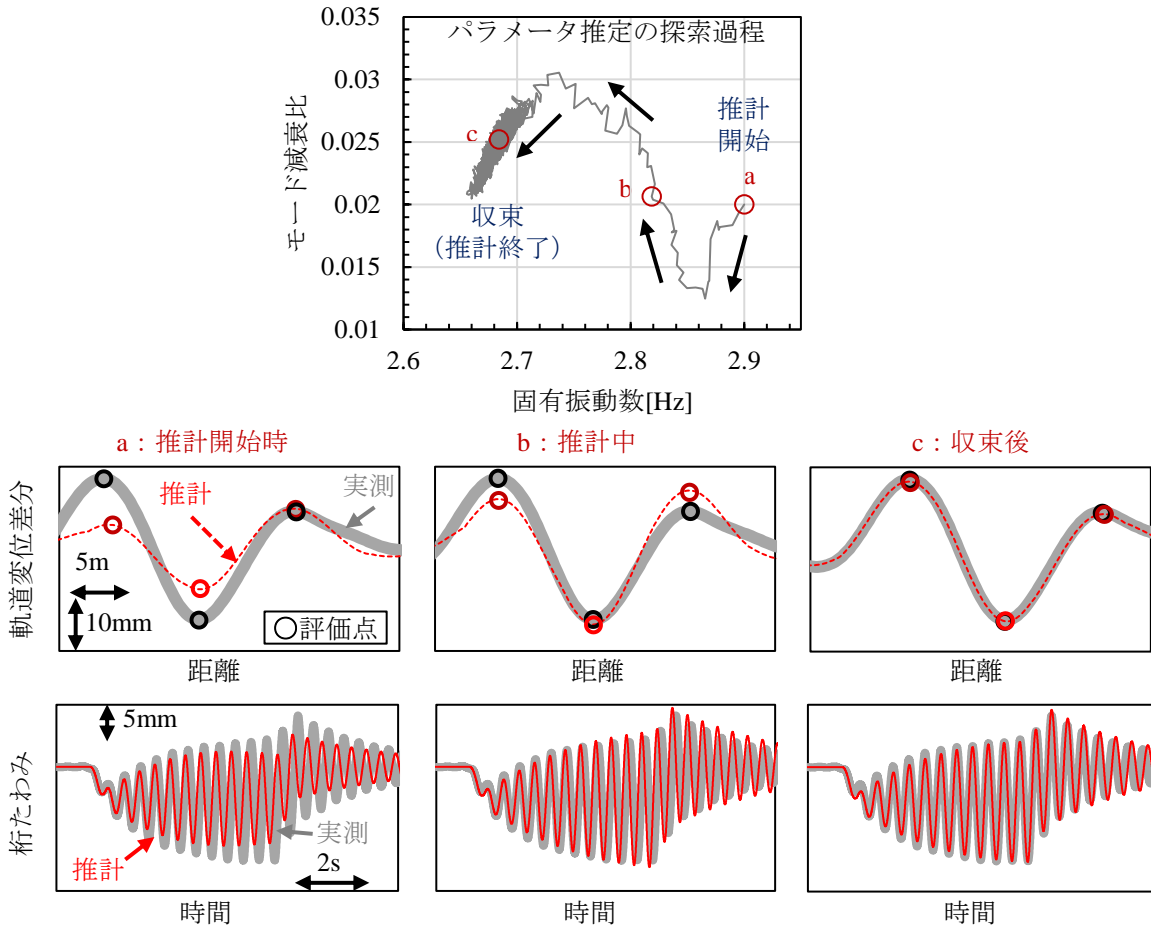 パラメータ推定の探索過程
モード減衰比
0.035
0.03
0.025
0.02
0.015
0.01
推計
開始
a
b
c
収束
（推計終了）
2.6
2.7
2.8
2.9
固有振動数[Hz]
a：推計開始時
b：推計中
c：収束後
軌道変位差分
推計
実測
5m
10mm
○評価点
距離
距離
距離
桁たわみ
5mm
実測
推計
2s
時間
時間
時間